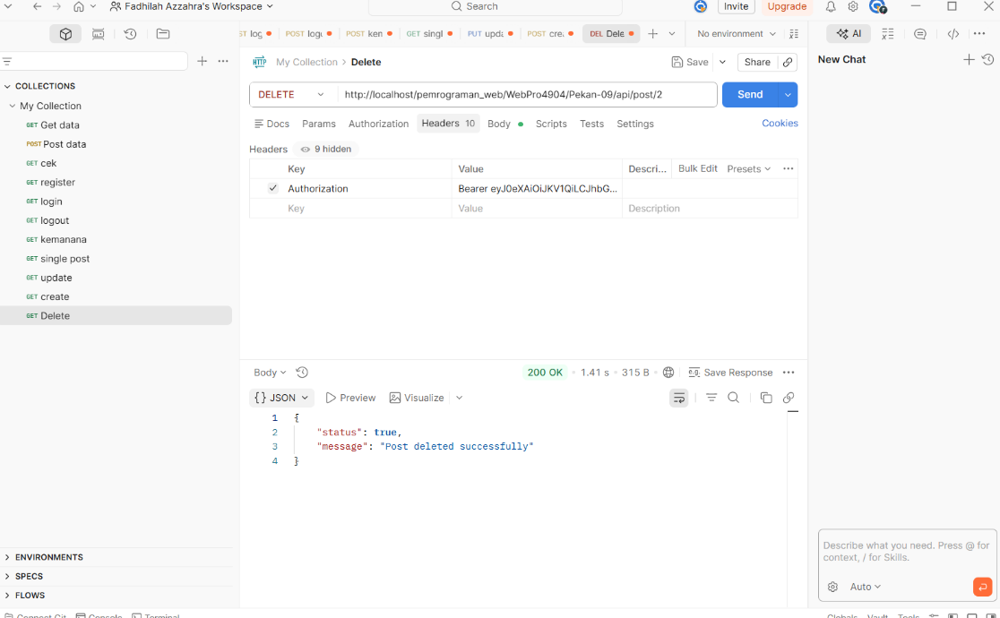 Fadhilah Azzahra's Workspace
Search
Invite
Upgrade
log
POST
POST ken
GET singl
PUT upda
POST cre
DEL Dele
No environment
AI
My Collection > Delete
Save
Share
New Chat
COLLECTIONS
My Collection
GET Get data
POST Post data
GET cek
GET register
GET login
GET logout
GET kemanana
GET single post
GET update
GET create
GET Delete
DELETE
http://localhost/pemrograman_web/WebPro4904/Pekan-09/api/post/2
Send
Docs Params Authorization Headers 10 Body Scripts Tests Settings Cookies
Headers 9 hidden
Key Value Descri... Bulk Edit Presets
Authorization Bearer eyJ0eXAiOiJKV1QiLCJhbG...
Key Value Description
Body
200 OK • 1.41 s • 315 B
e.g. Save Response
{} JSON Preview Visualize
1 {
2 "status": true,
3 "message": "Post deleted successfully"
4 }
ENVIRONMENTS
SPECS
FLOWS
Describe what you need. Press @ for
context, / for Skills.
Auto
Connect Git Console Terminal
Globals Vault Tools